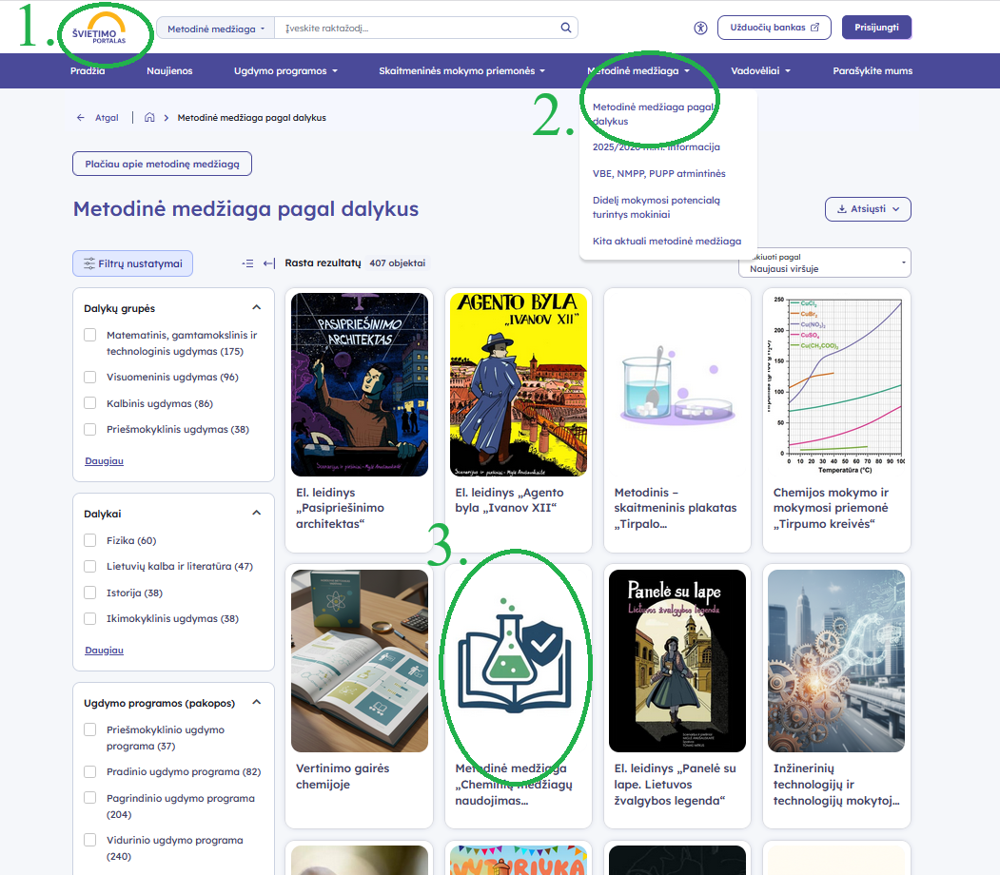 1.
ŠVIETIMO
PORTALAS
Metodinė medžiaga
Įveskite raktažodį...
Užduočių bankas
Prisijungti
Pradžia
Naujienos
Ugdymo programos
Skaitmeninės mokymo priemonės
Metodinė medžiaga
Vadovėliai
Parašykite mums
2.
Metodinė medžiaga pagal
dalykus
2025/2026 m.m. informacija
VBE, NMPP, PUPP atmintinės
Didelį mokymosi potencialą
turintys mokiniai
Kita aktuali metodinė medžiaga
Atgal
Metodinė medžiaga pagal dalykus
Plačiau apie metodinę medžiagą
Metodinė medžiaga pagal dalykus
Atsiųsti
Filtrų nustatymai
Rasta rezultatų 407 objektai
ikiuoti pagal
Naujausi viršuje
Dalykų grupės
Matematinis, gamtamokslinis ir
technologinis ugdymas (175)
Visuomeninis ugdymas (96)
Kalbinis ugdymas (86)
Priešmokyklinis ugdymas (38)
Daugiau
Dalykai
Fizika (60)
Lietuvių kalba ir literatūra (47)
Istorija (38)
Ikimokyklinis ugdymas (38)
Daugiau
Ugdymo programos (pakopos)
Priešmokyklinio ugdymo
programa (37)
Pradinio ugdymo programa (82)
Pagrindinio ugdymo programa
(204)
Vidurinio ugdymo programa
(240)
PASIPRIEŠINIMO
ARCHITEKTAS
El. leidinys
„Pasipriešinimo
architektas“
AGENTO BYLA
„IVANOV XII“
El. leidinys „Agento
byla „Ivanov XII“
Metodinis –
skaitmeninis plakatas
„Tirpalo...
CuCl2
CuBr2
Cu(NO3)2
CuSO4
Cu(CH3COO)2
250
200
150
100
50
0
0 10 20 30 40 50 60 70 80 90 100
Temperatūra (°C)
Chemijos mokymo ir
mokymosi priemonė
„Tirpumo kreivės“
3.
Vertinimo gairės
chemijoje
Metodinė medžiaga
„Cheminių medžiagų
naudojimas...
Panelė su lape
Lietuvos žvalgybos legenda
El. leidinys „Panelė su
lape. Lietuvos
žvalgybos legenda“
Inžinerinių
technologijų ir
technologijų mokytoj...